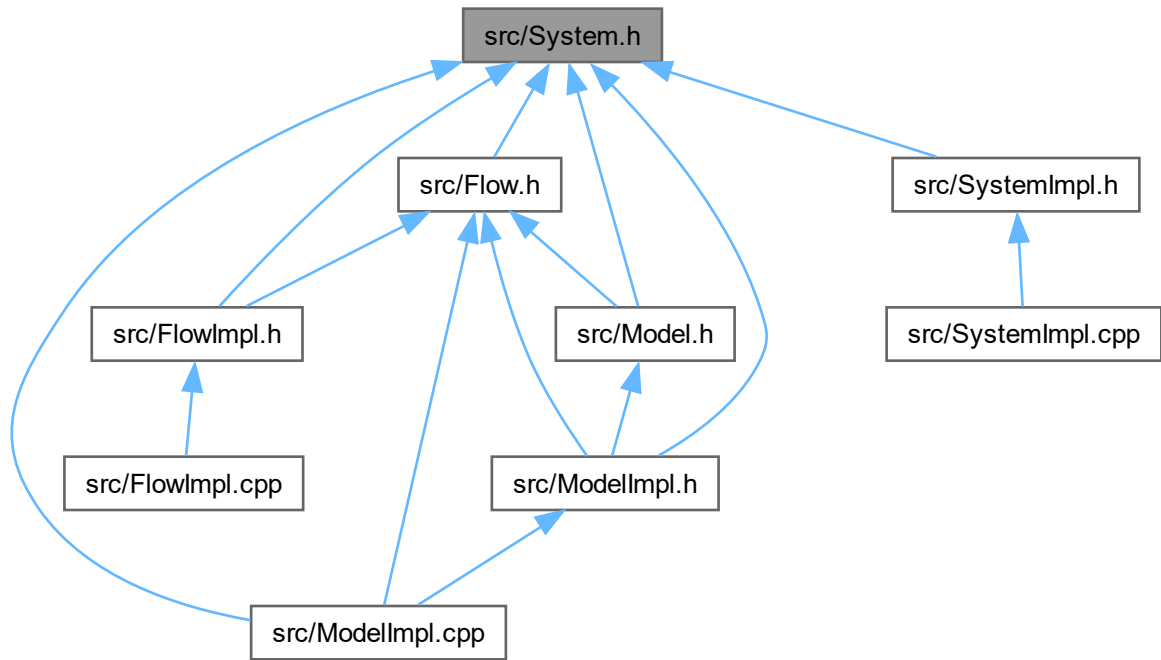 src/System.h
src/Flow.h
src/SystemImpl.h
src/FlowImpl.h
src/Model.h
src/SystemImpl.cpp
src/FlowImpl.cpp
src/ModelImpl.h
src/ModelImpl.cpp